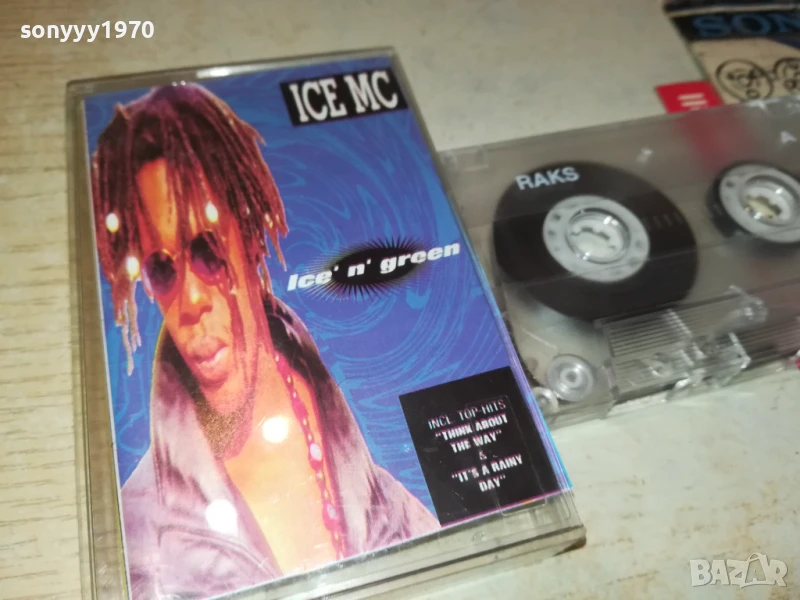 sonyyy1970
ICE MC
Ice' n' green
INCL. TOP-HITS
"THINK ABOUT
THE WAY"
&
"IT'S A RAINY
DAY"
RAKS
A
SON
BAZAR